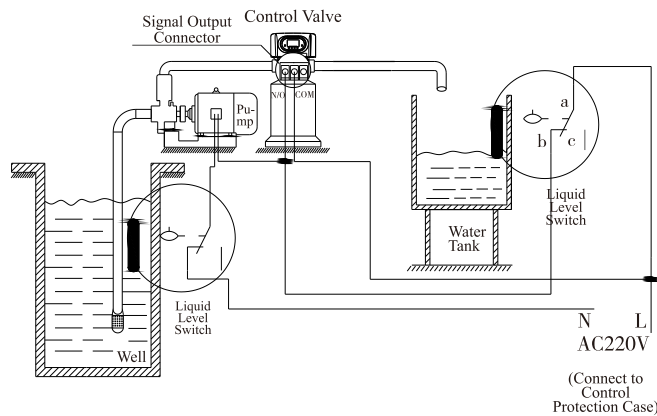 Signal Output
Connector
Control Valve
N/O
COM
Pu-
mp
a
b
c
Liquid
Level
Switch
Water
Tank
Liquid
Level
Switch
Well
N
L
AC220V
(Connect to
Control
Protection Case)